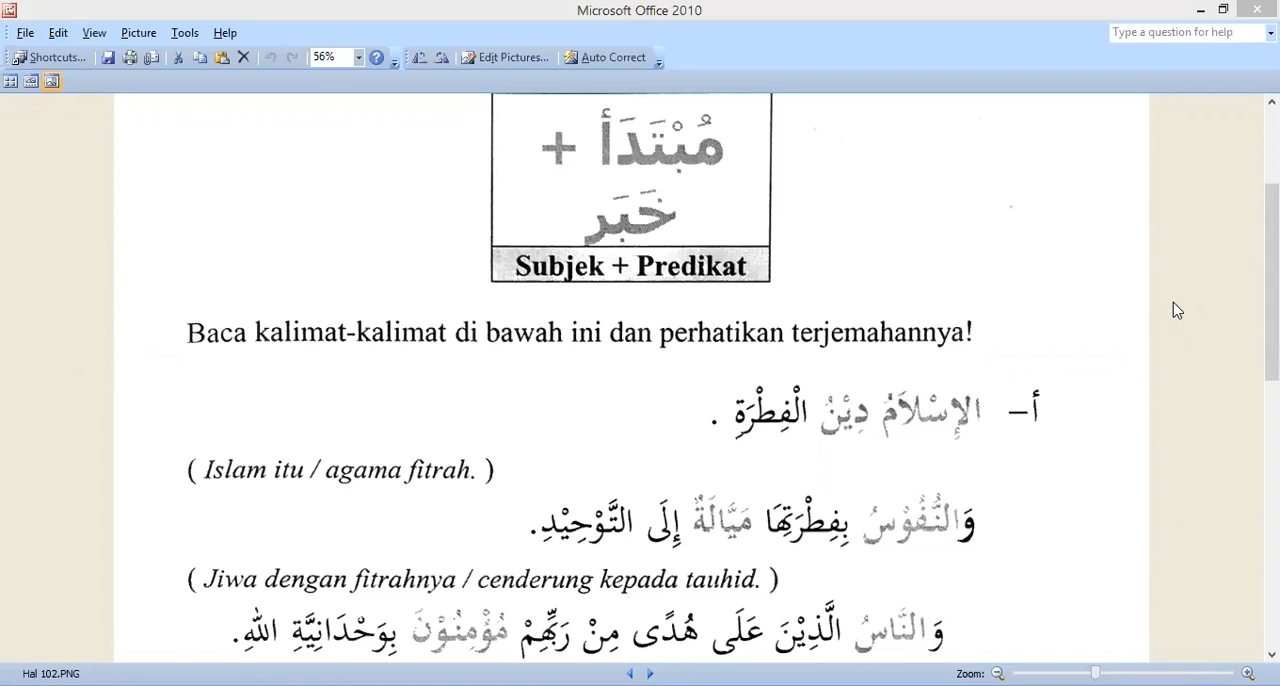 Microsoft Office 2010
File Edit View Picture Tools Help
Type a question for help
Shortcuts... 56% Edit Pictures... Auto Correct
مُبْتَدَأ +
خَبَر
Subjek + Predikat
Baca kalimat-kalimat di bawah ini dan perhatikan terjemahannya!
أ– الإِسْلاَمُ دِيْنُ الْفِطْرَةِ .
( Islam itu / agama fitrah. )
وَالنُّفُوْسُ بِفِطْرَتِهَا مَيَّالَةٌ إِلَى التَّوْحِيْدِ.
( Jiwa dengan fitrahnya / cenderung kepada tauhid. )
وَالنَّاسُ الَّذِيْنَ عَلَى هُدًى مِنْ رَبِّهِمْ مُؤْمِنُوْنَ بِوَحْدَانِيَّةِ اللهِ.
Hal 102.PNG Zoom: